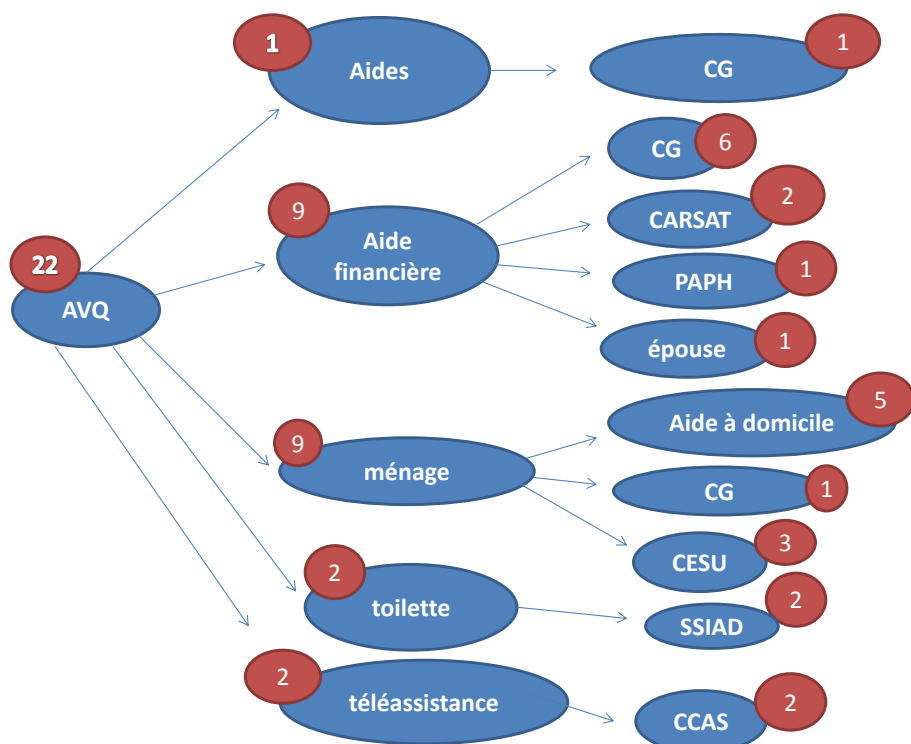 1
Aides
1
CG
6
CG
9
Aide
financière
2
CARSAT
1
PAPH
1
épouse
22
AVQ
5
Aide à domicile
9
ménage
1
CG
3
CESU
2
toilette
2
SSIAD
2
téléassistance
2
CCAS